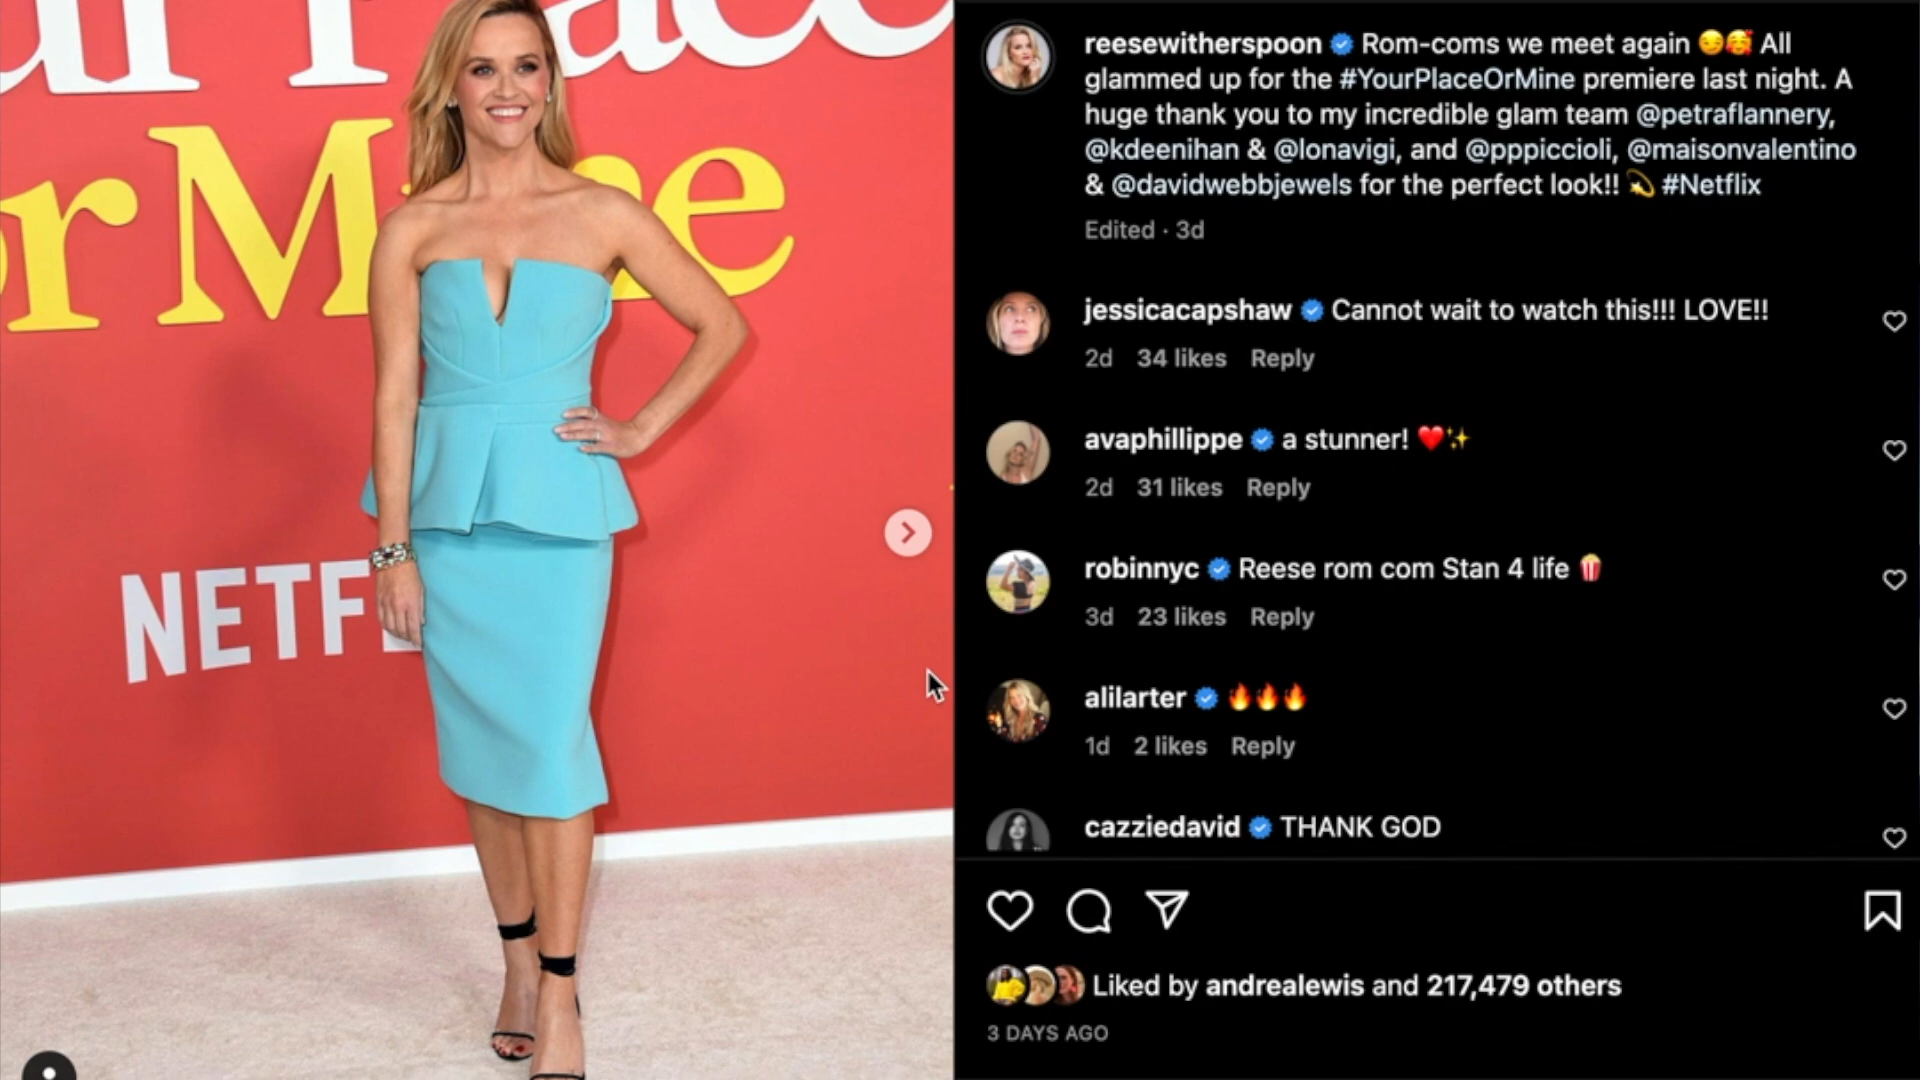 ur Place
or Mine
NETFL
reesewitherspoon Rom-coms we meet again 😏🥰 All
glammed up for the #YourPlaceOrMine premiere last night. A
huge thank you to my incredible glam team @petraflannery,
@kdeenihan & @lonavigi, and @pppiccioli, @maisonvalentino
& @davidwebbjewels for the perfect look!! 💫 #Netflix
Edited · 3d
jessicacapshaw Cannot wait to watch this!!! LOVE!!
2d 34 likes Reply
avaphillippe a stunner! ❤️✨
2d 31 likes Reply
robinnyc Reese rom com Stan 4 life 🍿
3d 23 likes Reply
alilarter 🔥🔥🔥
1d 2 likes Reply
cazziedavid THANK GOD
Liked by andrealewis and 217,479 others
3 DAYS AGO